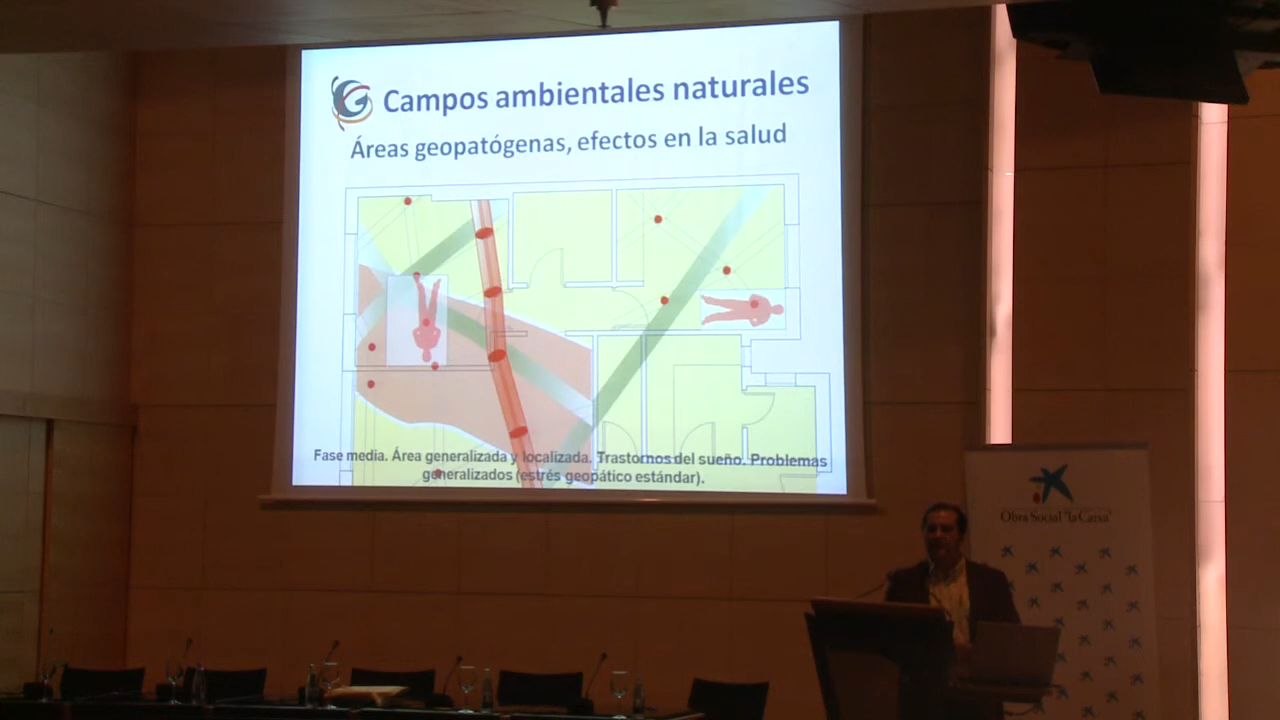 Campos ambientales naturales
Áreas geopatógenas, efectos en la salud
Fase media. Área generalizada y localizada. Trastornos del sueño. Problemas
generalizados (estrés geopático estándar).
Obra Social "la Caixa"